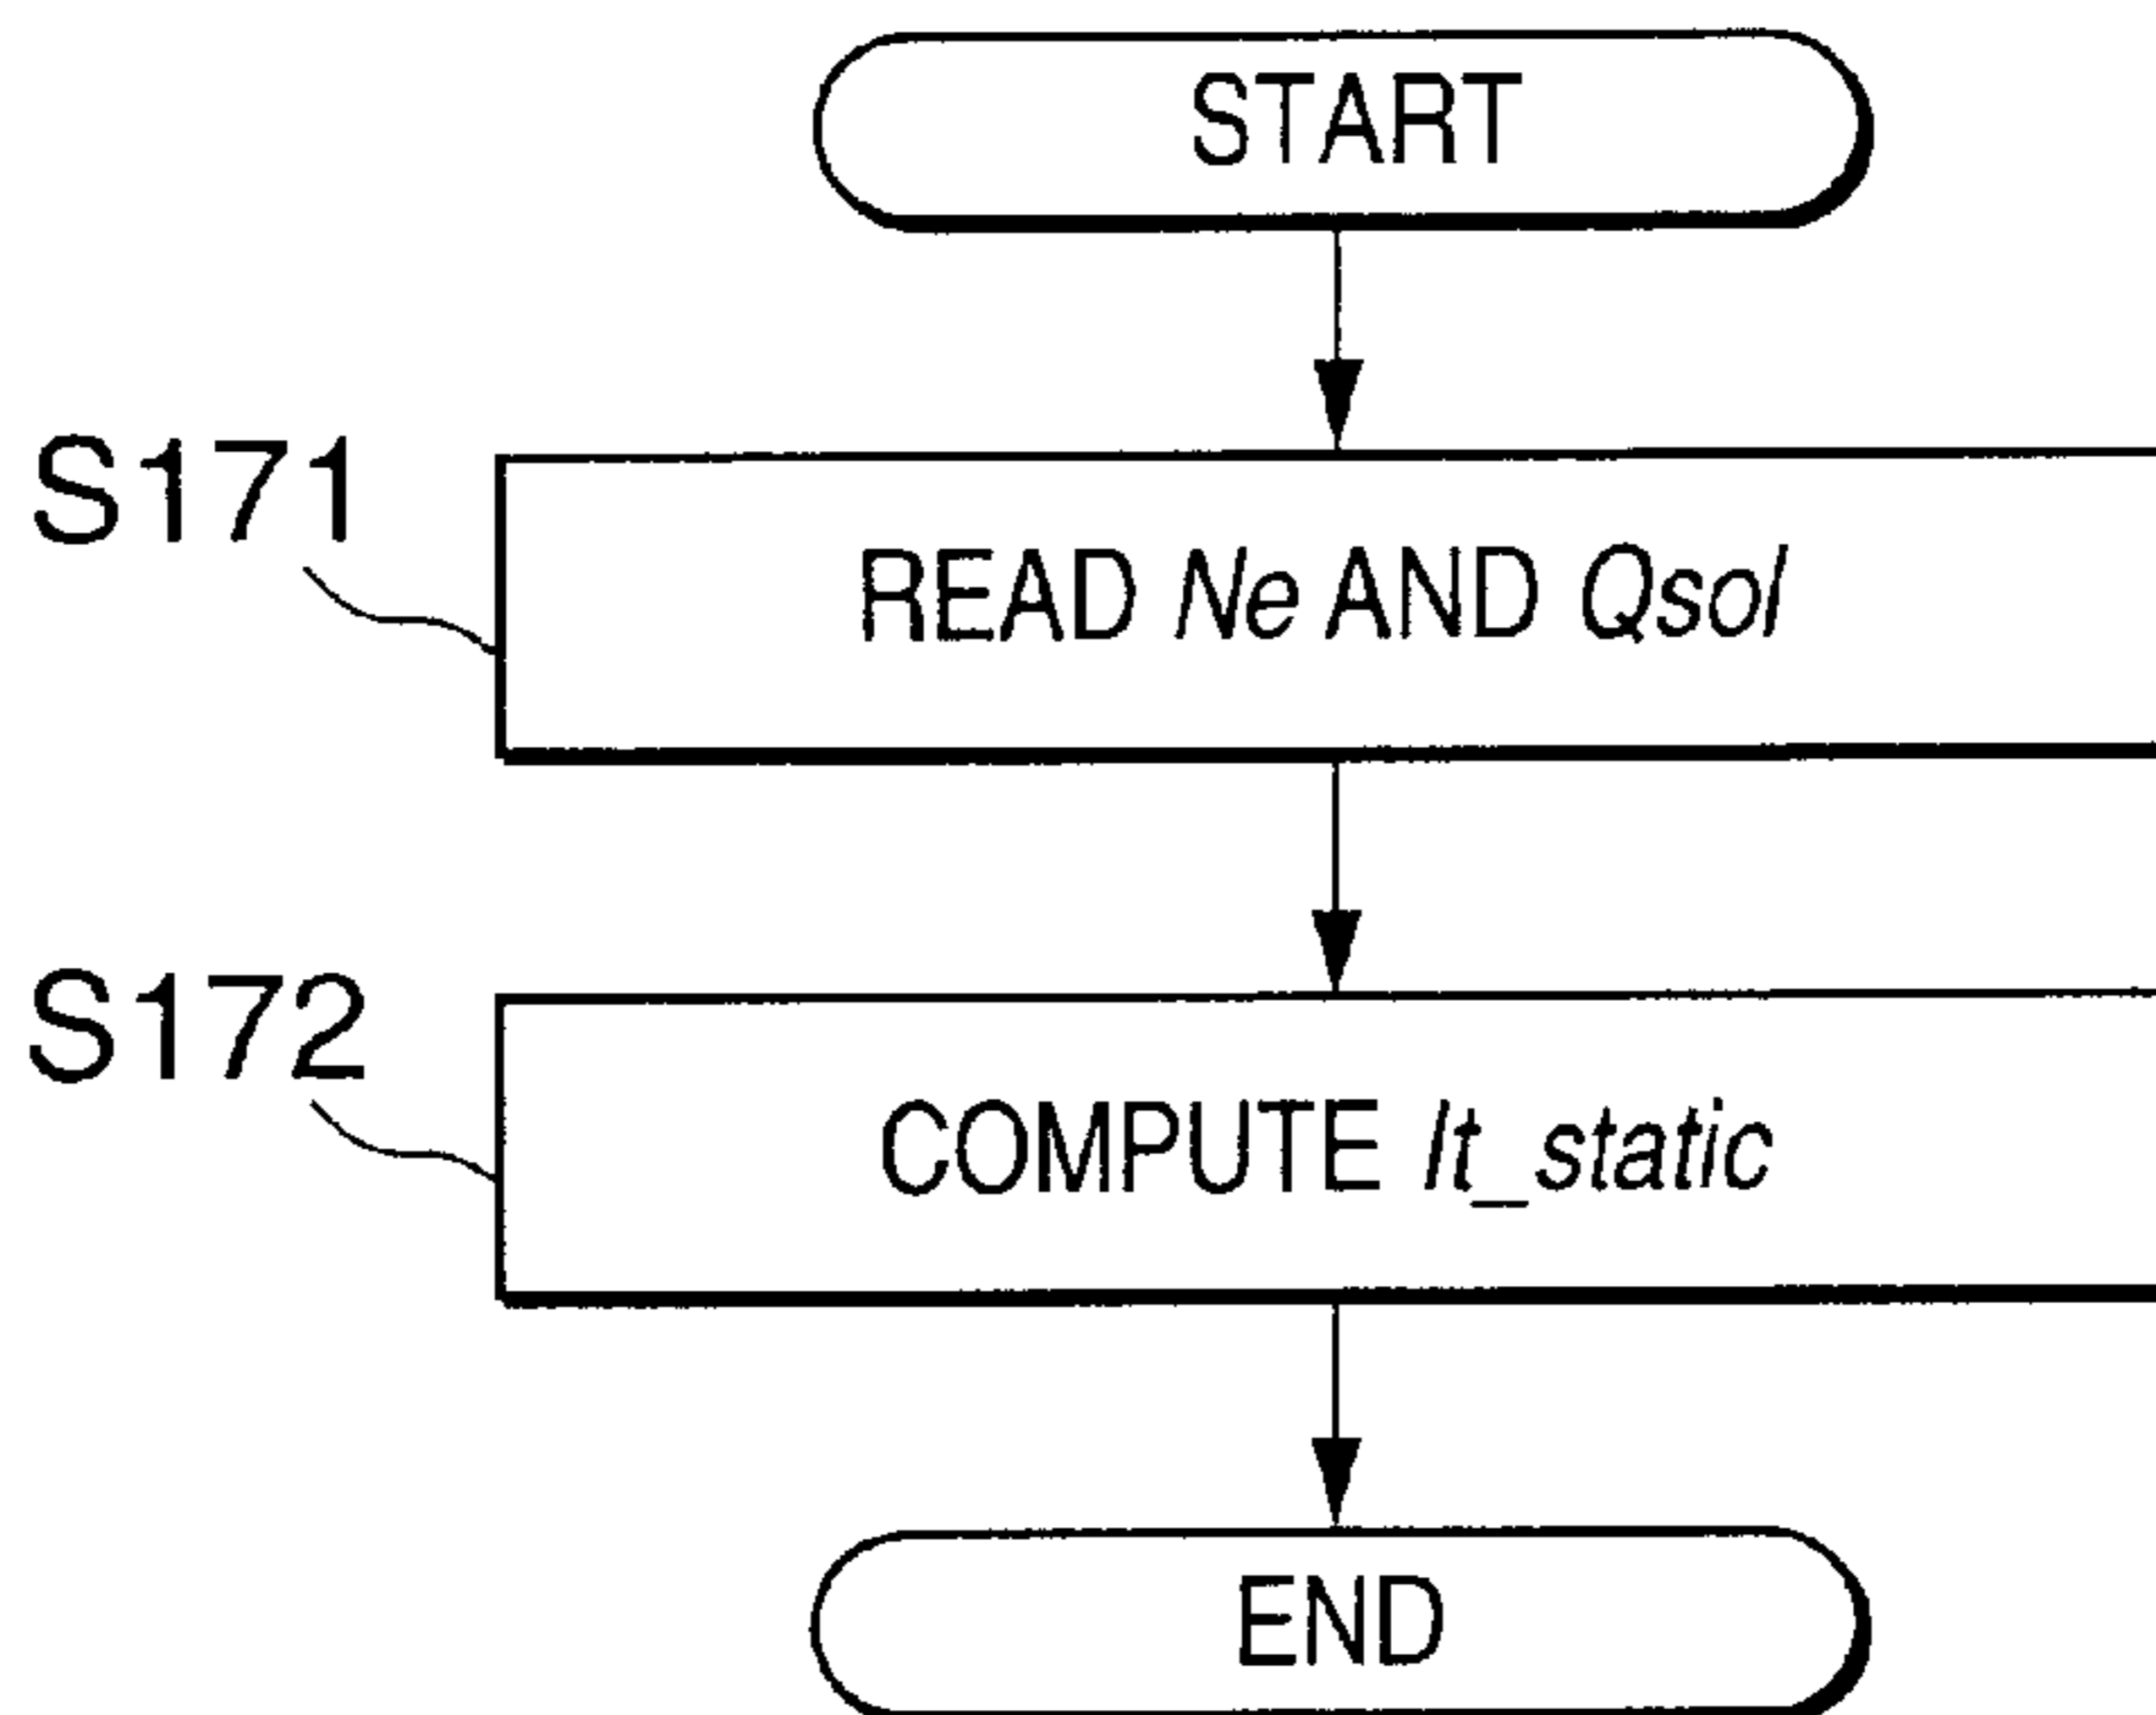 START
S171
READ Ne AND Qsol
S172
COMPUTE It_static
END